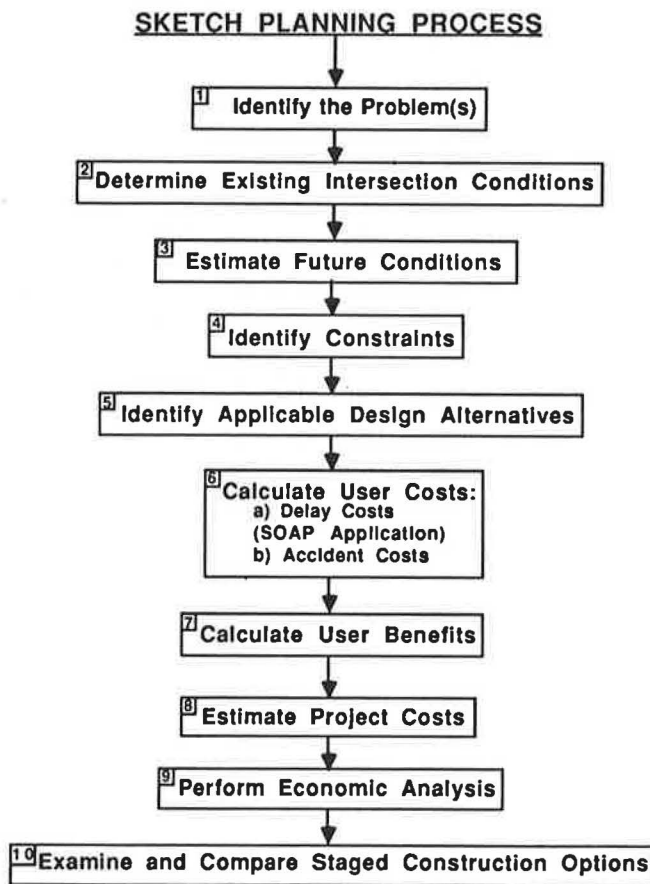 SKETCH PLANNING PROCESS
1 Identify the Problem(s)
2 Determine Existing Intersection Conditions
3 Estimate Future Conditions
4 Identify Constraints
5 Identify Applicable Design Alternatives
6 Calculate User Costs:
a) Delay Costs
(SOAP Application)
b) Accident Costs
7 Calculate User Benefits
8 Estimate Project Costs
9 Perform Economic Analysis
10 Examine and Compare Staged Construction Options